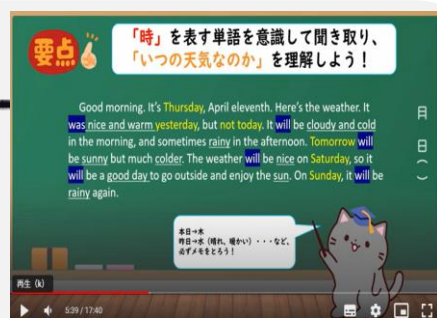 要点
「時」を表す単語を意識して聞き取り、
「いつの天気なのか」を理解しよう！
Good morning. It's Thursday, April eleventh. Here's the weather. It
was nice and warm yesterday, but not today. It will be cloudy and cold
in the morning, and sometimes rainy in the afternoon. Tomorrow will
be sunny but much colder. The weather will be nice on Saturday, so it
will be a good day to go outside and enjoy the sun. On Sunday, it will be
rainy again.
月
日
(
)
本日→木
昨日→水（晴れ、暖かい）・・・など、
必ずメモをとろう！
再生 (k)
5:39 / 17:40